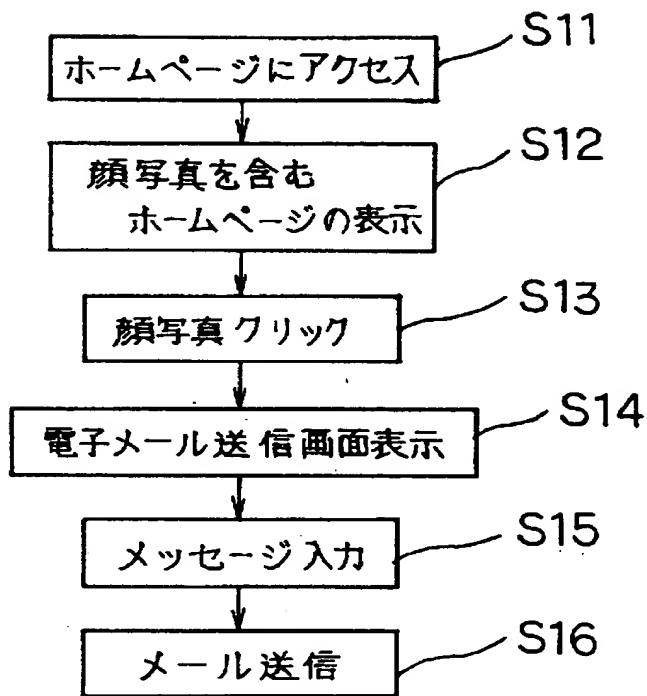 S11
ホームページにアクセス
S12
顔写真を含む
ホームページの表示
S13
顔写真クリック
S14
電子メール送信画面表示
S15
メッセージ入力
S16
メール送信